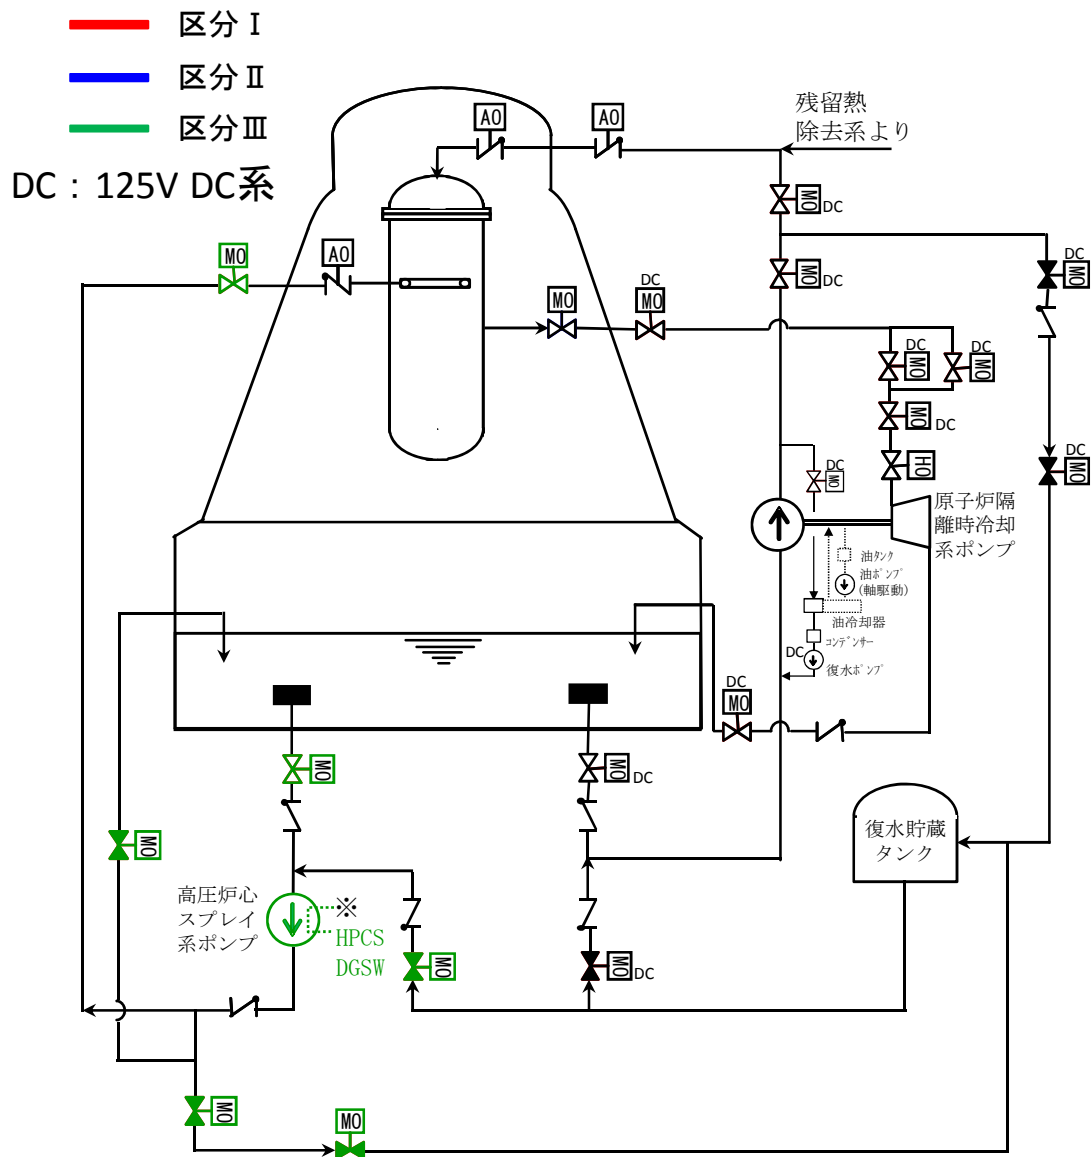 区分Ⅰ
区分Ⅱ
区分Ⅲ
DC：125V DC系
残留熱
除去系より
AO
AO
MO
DC
MO
AO
DC
MO
MO
DC
MO
DC
MO
DC
MO
DC
MO
DC
MO
DC
HO
DC
MO
DC
MO
原子炉隔
離時冷却
系ポンプ
油タンク
油ポンプ
(軸駆動)
油冷却器
コンデンサー
DC
復水ポンプ
DC
MO
MO
MO
DC
MO
復水貯蔵
タンク
高圧炉心
スプレイ
系ポンプ
※
HPCS
DGSW
MO
MO
DC
MO
MO